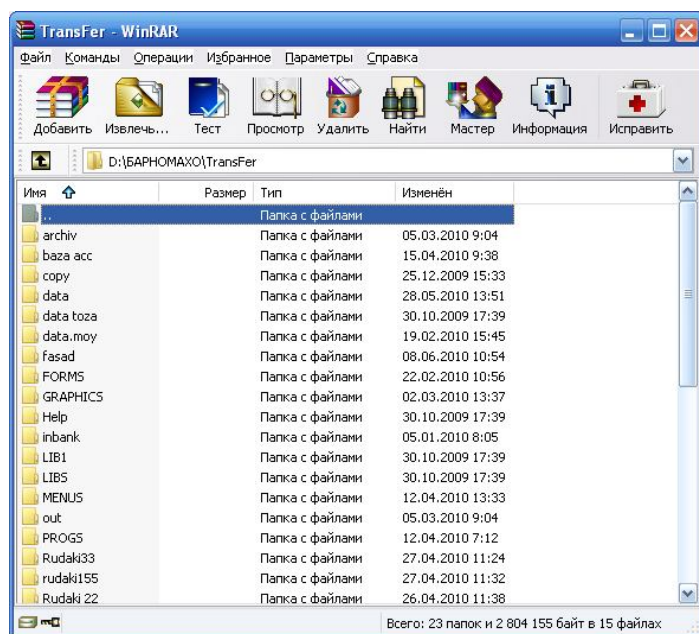 TransFer - WinRAR
Файл Команды Операции Избранное Параметры Справка
Добавить Извлечь... Тест Просмотр Удалить Найти Мастер Информация Исправить
D:\БАРНОМАХО\TransFer
Имя Размер Тип Изменён
.. Папка с файлами
archiv Папка с файлами 05.03.2010 9:04
baza acc Папка с файлами 15.04.2010 9:38
copy Папка с файлами 25.12.2009 15:33
data Папка с файлами 28.05.2010 13:51
data toza Папка с файлами 30.10.2009 17:39
data.moy Папка с файлами 19.02.2010 15:45
fasad Папка с файлами 08.06.2010 10:54
FORMS Папка с файлами 22.02.2010 10:56
GRAPHICS Папка с файлами 02.03.2010 13:37
Help Папка с файлами 30.10.2009 17:39
inbank Папка с файлами 05.01.2010 8:05
LIB1 Папка с файлами 30.10.2009 17:39
LIBS Папка с файлами 30.10.2009 17:39
MENUS Папка с файлами 12.04.2010 13:33
out Папка с файлами 05.03.2010 9:04
PROGS Папка с файлами 12.04.2010 7:12
Rudaki33 Папка с файлами 27.04.2010 11:24
rudaki155 Папка с файлами 27.04.2010 11:32
Rudaki 22 Папка с файлами 26.04.2010 11:38
Всего: 23 папок и 2 804 155 байт в 15 файлах